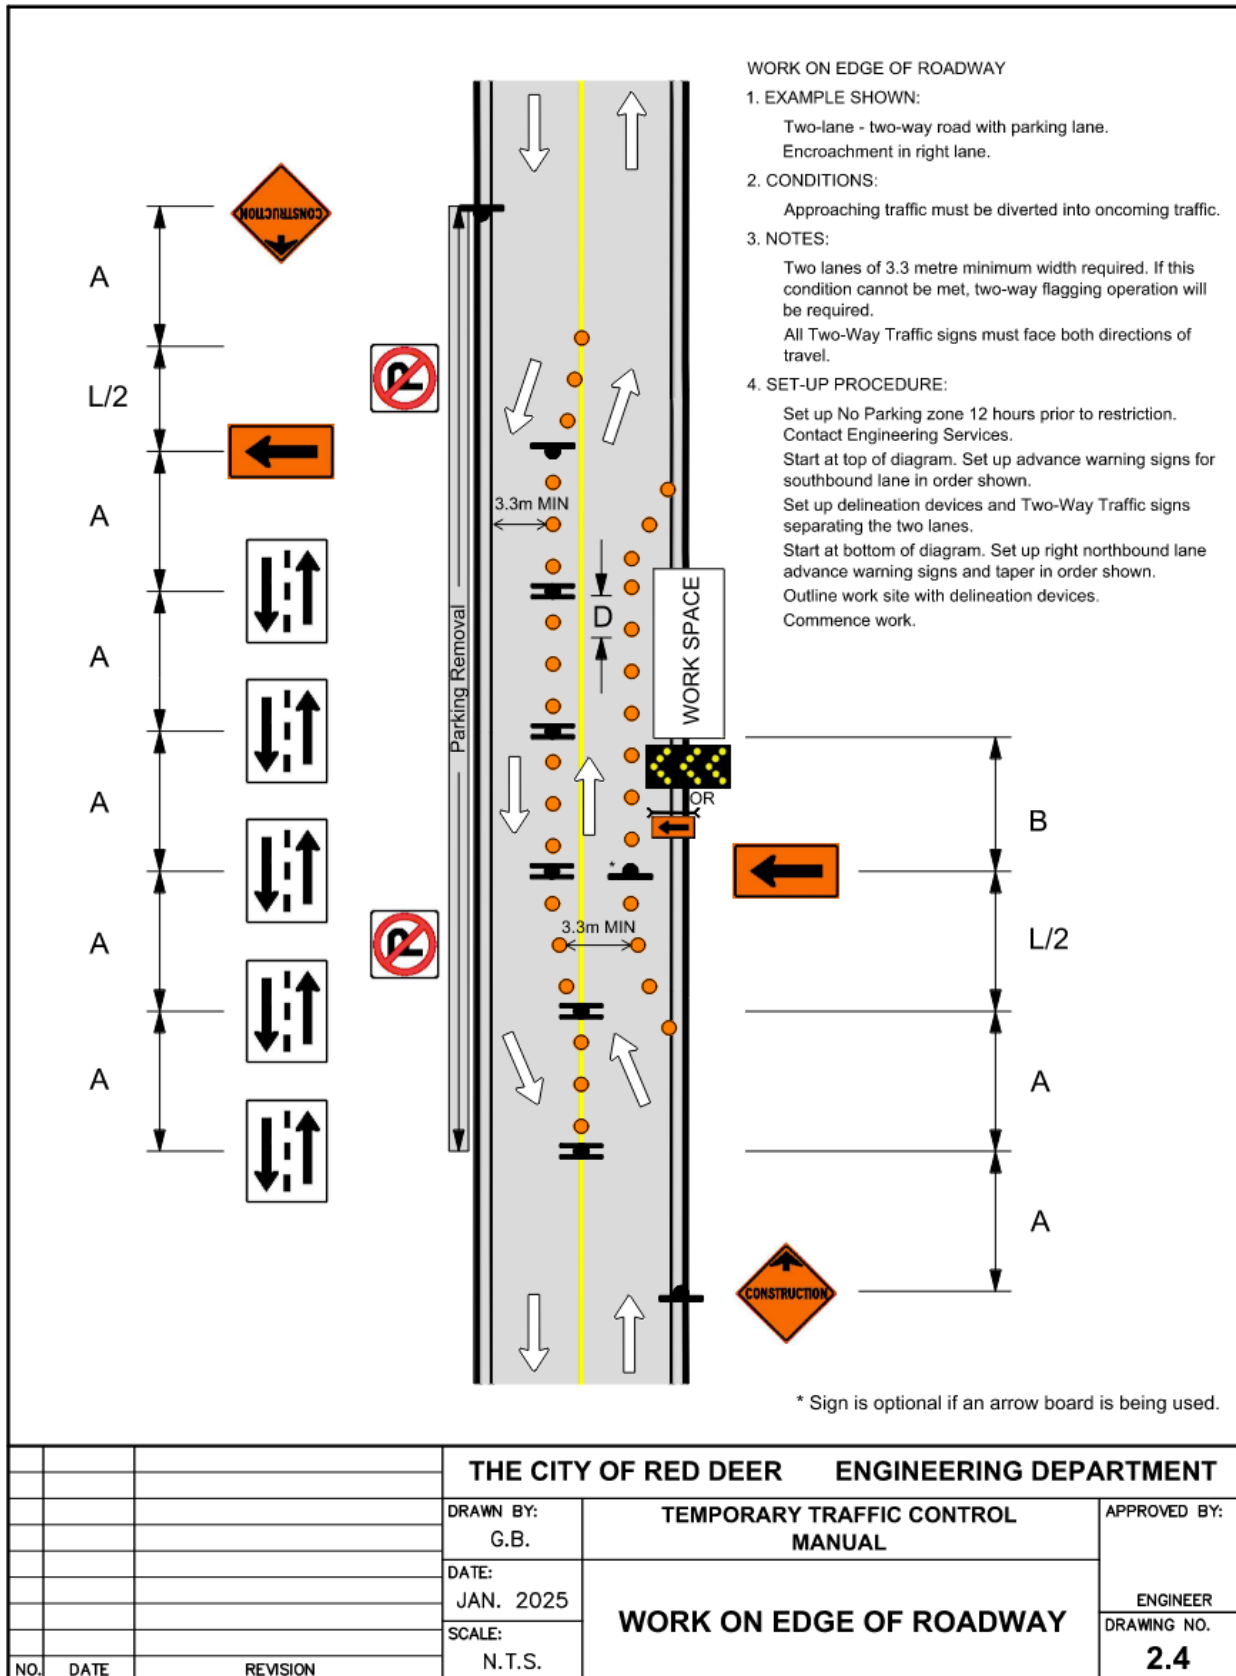 WORK ON EDGE OF ROADWAY
1. EXAMPLE SHOWN:
Two-lane - two-way road with parking lane.
Encroachment in right lane.
2. CONDITIONS:
Approaching traffic must be diverted into oncoming traffic.
3. NOTES:
Two lanes of 3.3 metre minimum width required. If this
condition cannot be met, two-way flagging operation will
be required.
All Two-Way Traffic signs must face both directions of
travel.
4. SET-UP PROCEDURE:
Set up No Parking zone 12 hours prior to restriction.
Contact Engineering Services.
Start at top of diagram. Set up advance warning signs for
southbound lane in order shown.
Set up delineation devices and Two-Way Traffic signs
separating the two lanes.
Start at bottom of diagram. Set up right northbound lane
advance warning signs and taper in order shown.
Outline work site with delineation devices.
Commence work.
CONSTRUCTION
A
L/2
A
A
A
A
A
P
P
Parking Removal
3.3m MIN
D
WORK SPACE
OR
*
3.3m MIN
B
L/2
A
A
CONSTRUCTION
* Sign is optional if an arrow board is being used.
THE CITY OF RED DEER ENGINEERING DEPARTMENT
DRAWN BY:
G.B.
TEMPORARY TRAFFIC CONTROL
MANUAL
APPROVED BY:
ENGINEER
DATE:
JAN. 2025
WORK ON EDGE OF ROADWAY
SCALE:
N.T.S.
DRAWING NO.
2.4
NO. DATE REVISION